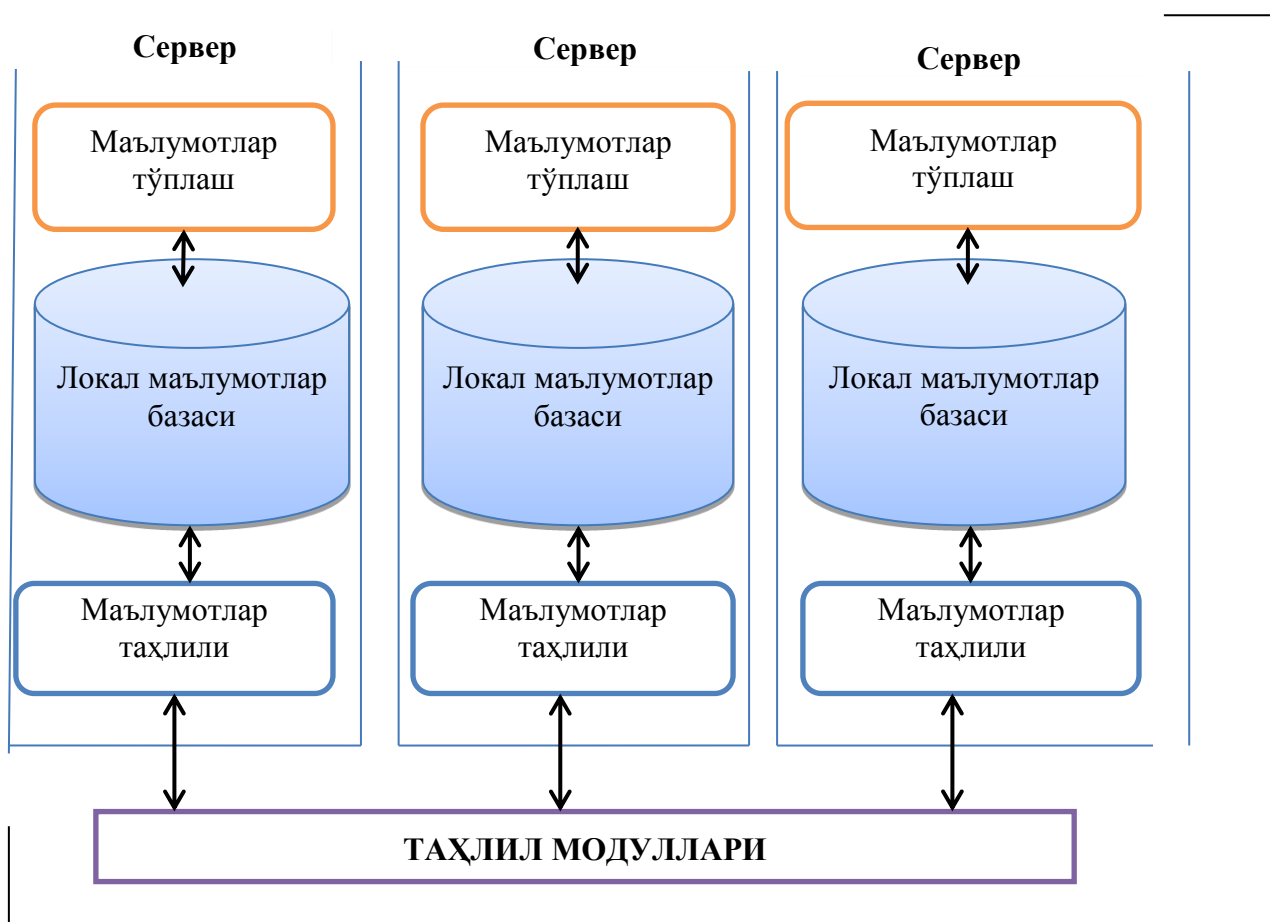 Сервер
Сервер
Сервер
Маълумотлар
тўплаш
Маълумотлар
тўплаш
Маълумотлар
тўплаш
Локал маълумотлар
базаси
Локал маълумотлар
базаси
Локал маълумотлар
базаси
Маълумотлар
таҳлили
Маълумотлар
таҳлили
Маълумотлар
таҳлили
ТАҲЛИЛ МОДУЛЛАРИ